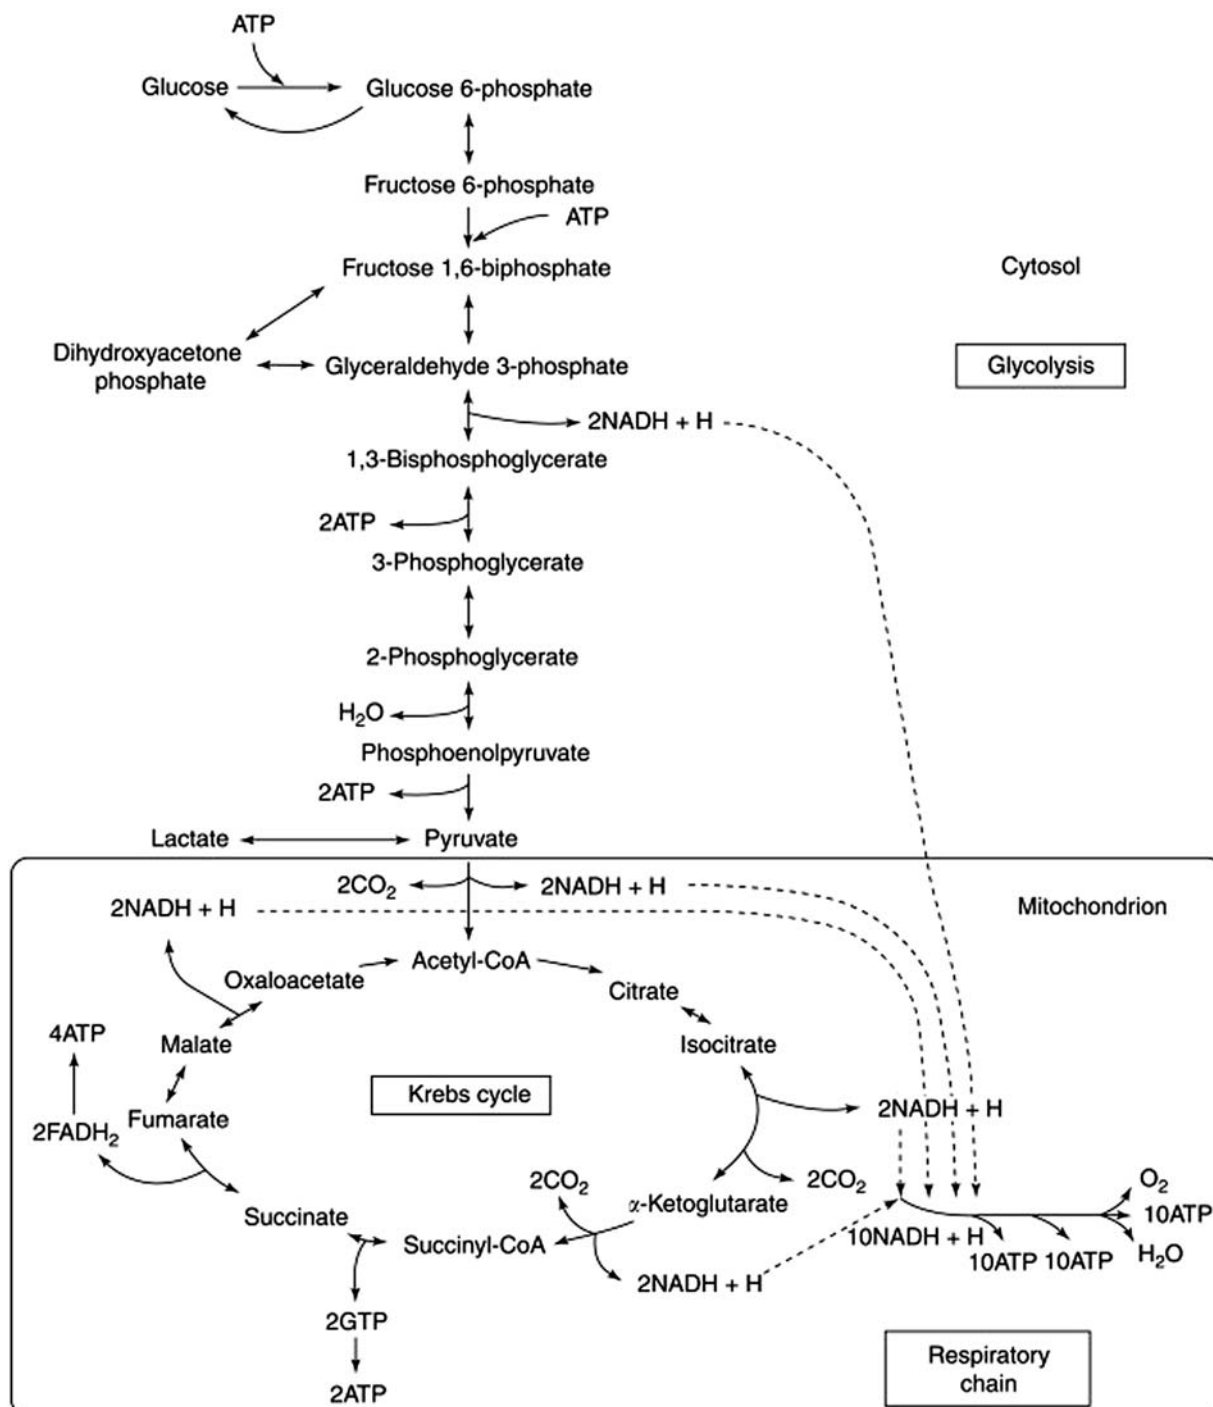 ATP
Glucose
Glucose 6-phosphate
Fructose 6-phosphate
ATP
Fructose 1,6-biphosphate
Cytosol
Dihydroxyacetone
phosphate
Glyceraldehyde 3-phosphate
Glycolysis
2NADH + H
1,3-Bisphosphoglycerate
2ATP
3-Phosphoglycerate
2-Phosphoglycerate
H₂O
Phosphoenolpyruvate
2ATP
Lactate
Pyruvate
2CO₂
2NADH + H
2NADH + H
Mitochondrion
Acetyl-CoA
Oxaloacetate
Citrate
4ATP
Malate
Isocitrate
Krebs cycle
2NADH + H
Fumarate
2FADH₂
2CO₂
2CO₂
O₂
α-Ketoglutarate
Succinate
10ATP
Succinyl-CoA
10NADH + H
10ATP
10ATP
H₂O
2NADH + H
2GTP
Respiratory
chain
2ATP